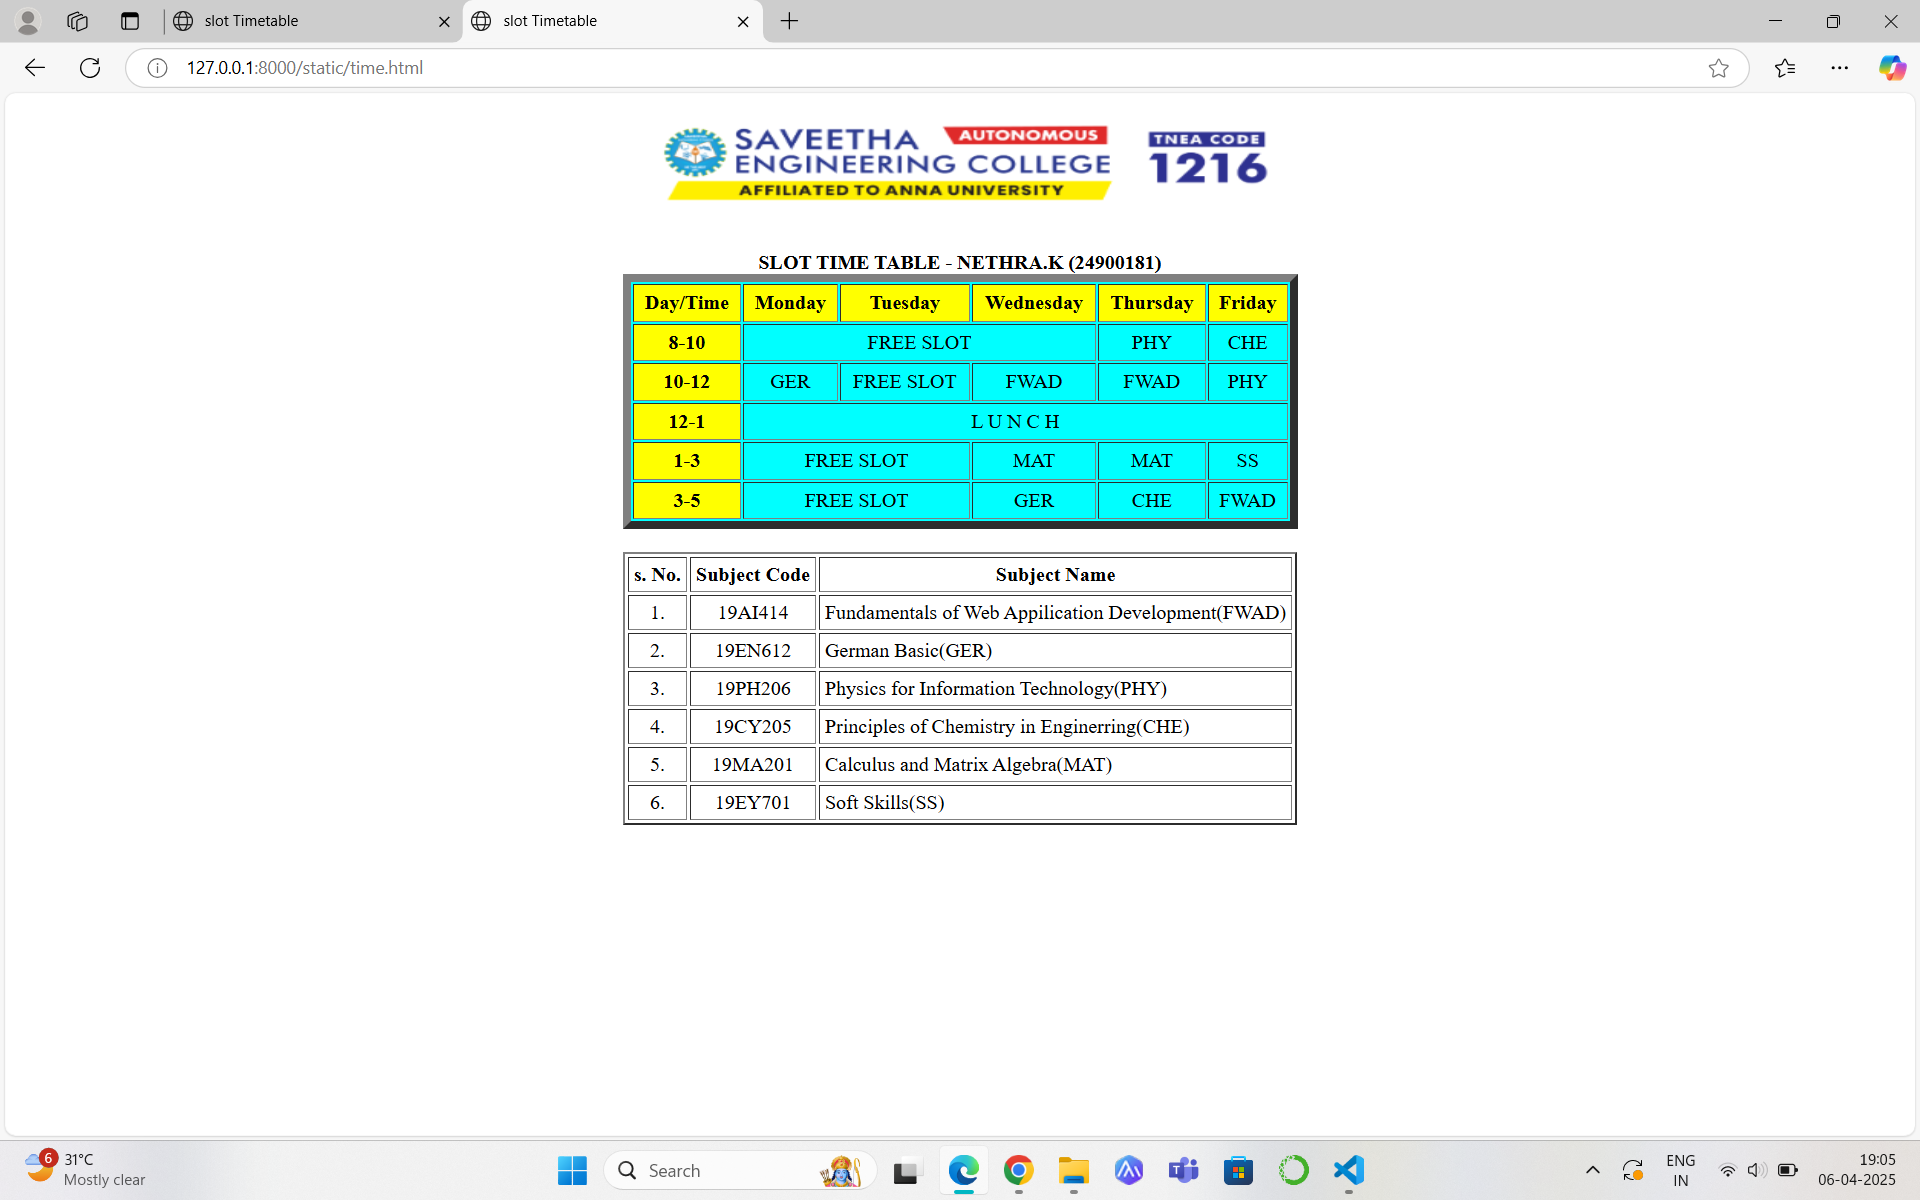 slot Timetable
slot Timetable
127.0.0.1:8000/static/time.html
SAVEETHA AUTONOMOUS
ENGINEERING COLLEGE
AFFILIATED TO ANNA UNIVERSITY
TNEA CODE
1216
SLOT TIME TABLE - NETHRA.K (24900181)
Day/Time Monday Tuesday Wednesday Thursday Friday
8-10 FREE SLOT PHY CHE
10-12 GER FREE SLOT FWAD FWAD PHY
12-1 L U N C H
1-3 FREE SLOT MAT MAT SS
3-5 FREE SLOT GER CHE FWAD
s. No. Subject Code Subject Name
1. 19AI414 Fundamentals of Web Appilication Development(FWAD)
2. 19EN612 German Basic(GER)
3. 19PH206 Physics for Information Technology(PHY)
4. 19CY205 Principles of Chemistry in Enginerring(CHE)
5. 19MA201 Calculus and Matrix Algebra(MAT)
6. 19EY701 Soft Skills(SS)
6
31°C
Mostly clear
Search
ENG
IN
19:05
06-04-2025